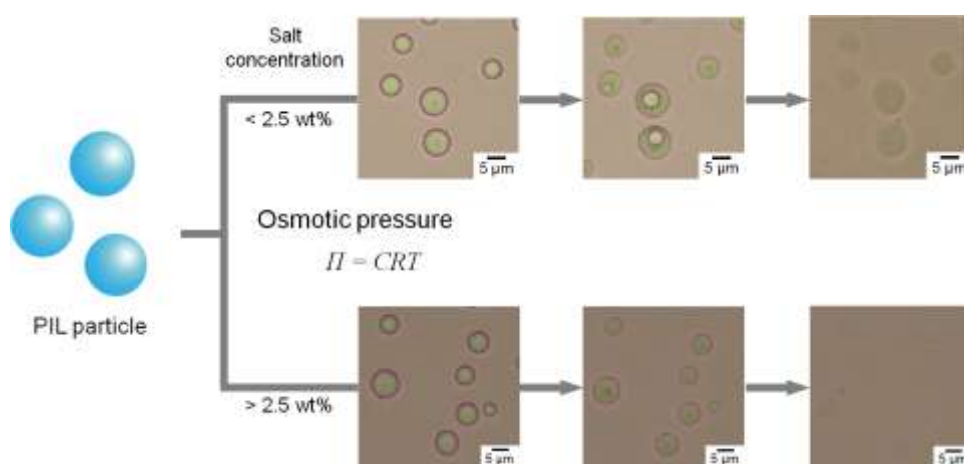 Salt
concentration
< 2.5 wt%
5 μm
5 μm
5 μm
Osmotic pressure
Π = CRT
PIL particle
> 2.5 wt%
5 μm
5 μm
5 μm